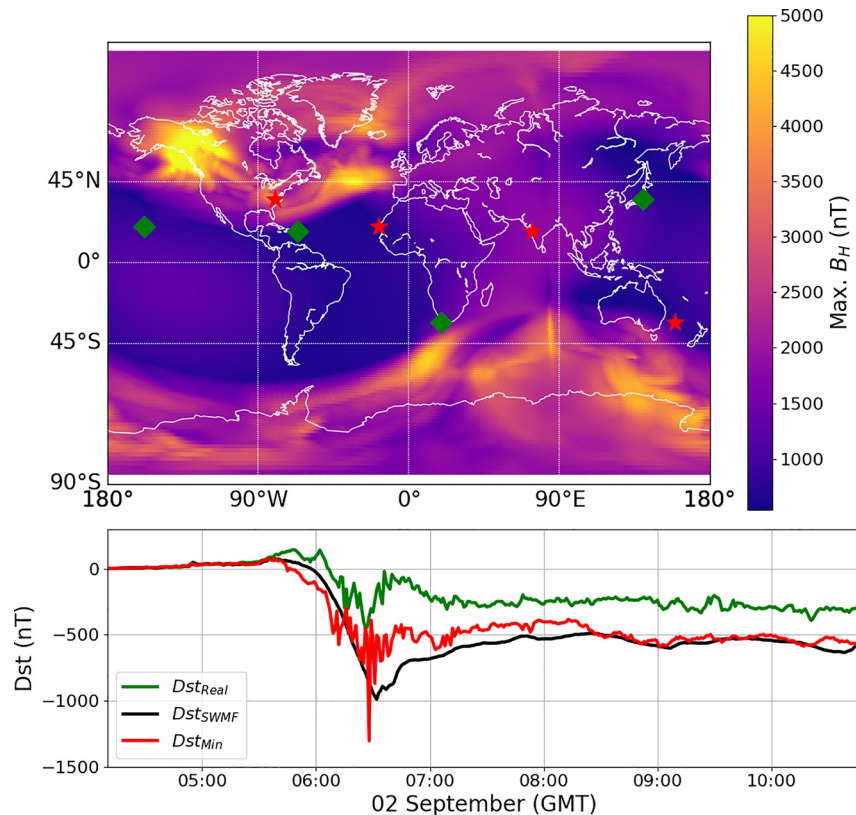 45°N
0°
45°S
90°S
180°
90°W
0°
90°E
180°
5000
4500
4000
3500
3000
2500
2000
1500
1000
Max. B_H (nT)
0
−500
−1000
−1500
Dst (nT)
Dst_Real
Dst_SWMF
Dst_Min
05:00
06:00
07:00
08:00
09:00
10:00
02 September (GMT)